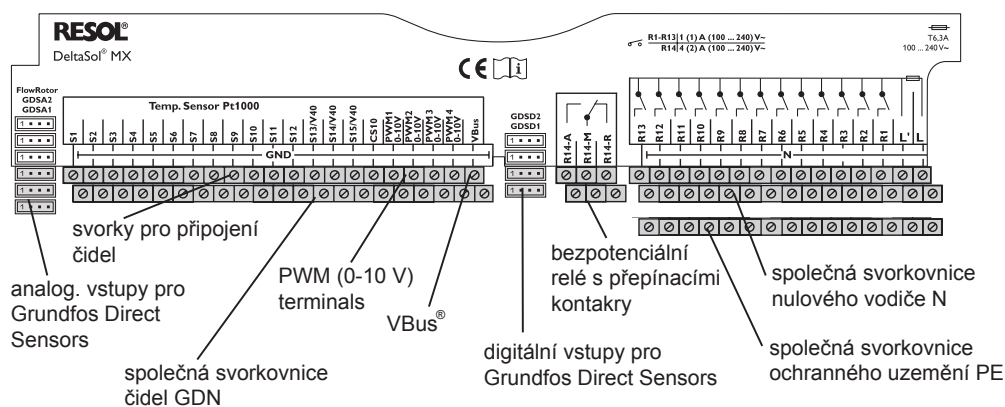 RESOL®
DeltaSol® MX
R1-R13 1 (1) A (100 ... 240) V~
R14 4 (2) A (100 ... 240) V~
T6,3A
100 ... 240 V~
CE i
FlowRotor
GDSA2
GDSA1
Temp. Sensor Pt1000
S1 S2 S3 S4 S5 S6 S7 S8 S9 S10 S11 S12 S13/V40 S14/V40 S15/V40 CS10 PWM1 0-10V PWM2 0-10V PWM3 0-10V PWM4 0-10V VBus
GND
GDSD2
GDSD1
R14-A R14-M R14-R
R13 R12 R11 R10 R9 R8 R7 R6 R5 R4 R3 R2 R1 L' L
N
svorky pro připojení
čidel
analog. vstupy pro
Grundfos Direct
Sensors
společná svorkovnice
čidel GDN
PWM (0-10 V)
terminals
VBus®
digitální vstupy pro
Grundfos Direct Sensors
bezpotenciální
relé s přepínacími
kontakry
společná svorkovnice
nulového vodiče N
společná svorkovnice
ochranného uzemění PE